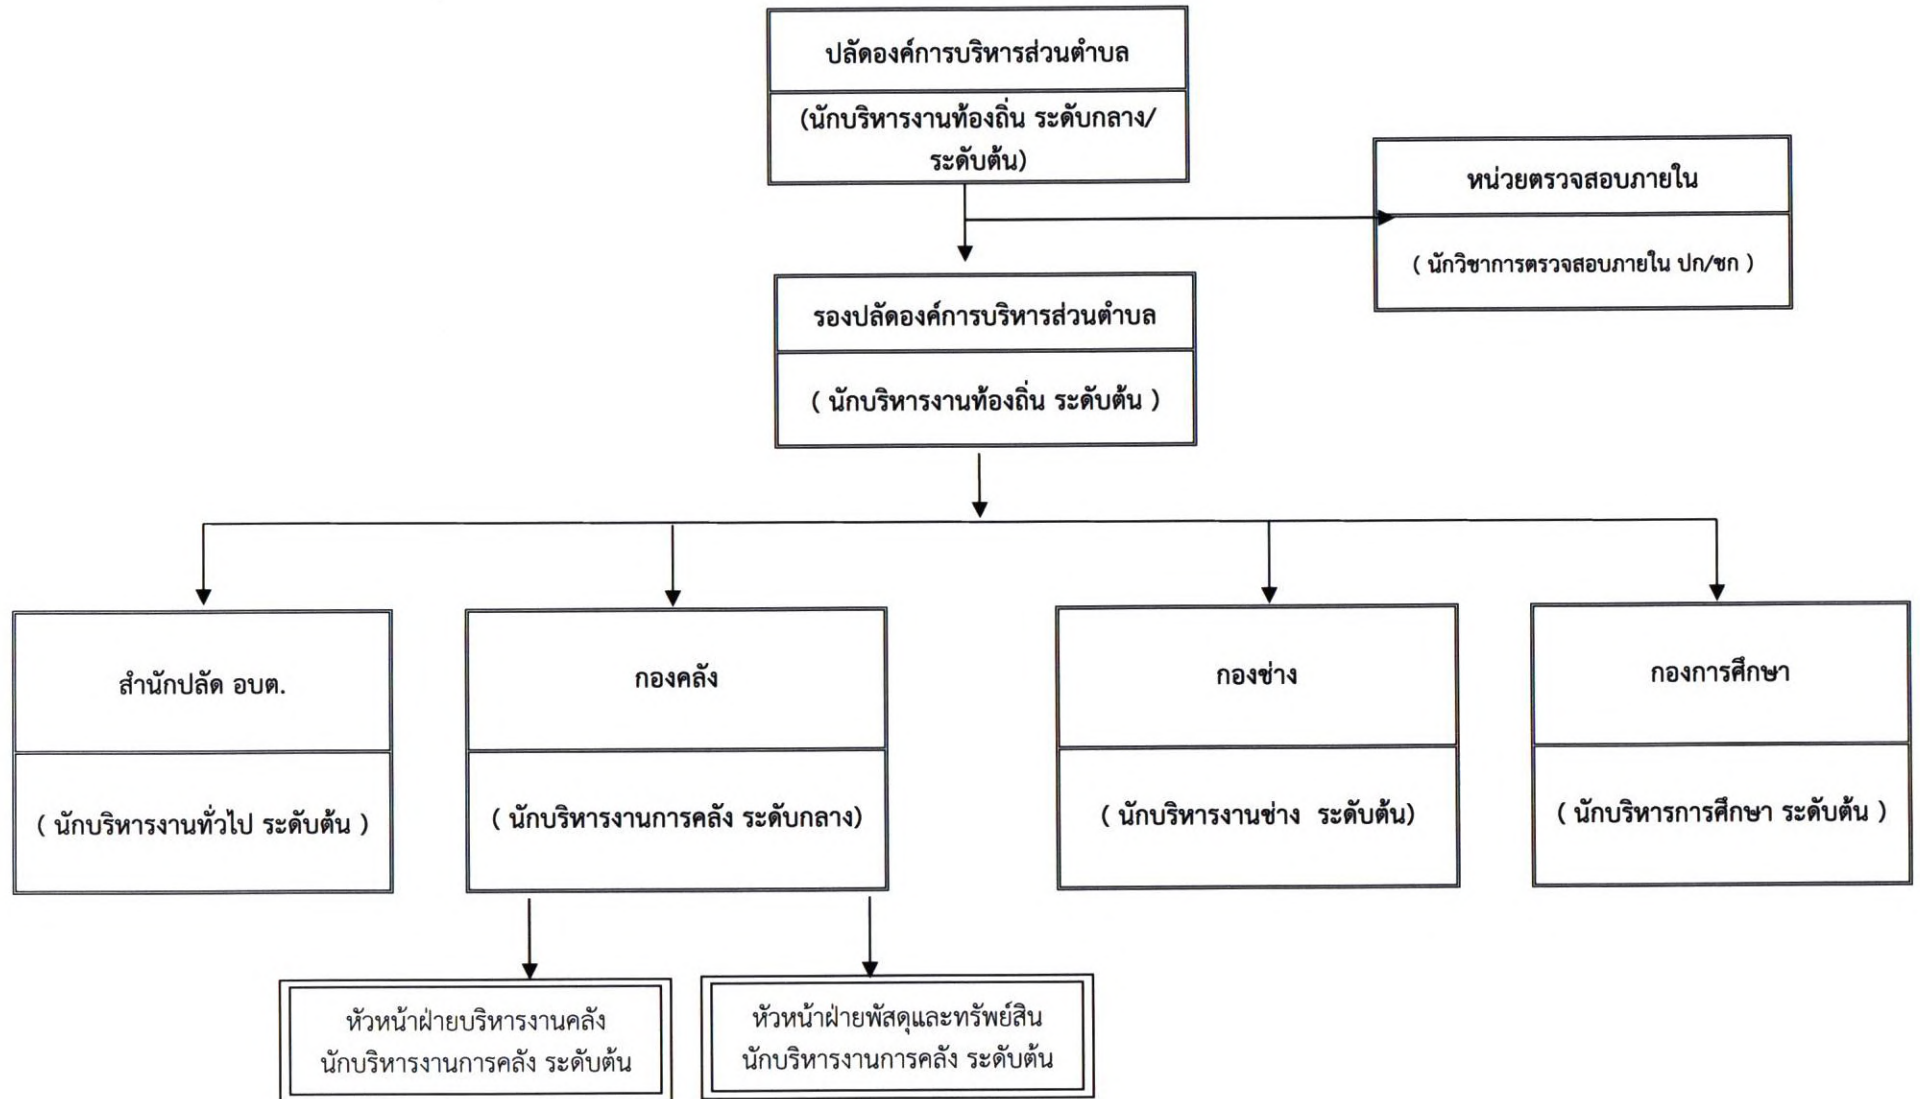 ปลัดองค์การบริหารส่วนตำบล
(นักบริหารงานท้องถิ่น ระดับกลาง/
ระดับต้น)
หน่วยตรวจสอบภายใน
( นักวิชาการตรวจสอบภายใน ปก/ชก )
รองปลัดองค์การบริหารส่วนตำบล
( นักบริหารงานท้องถิ่น ระดับต้น )
สำนักปลัด อบต.
( นักบริหารงานทั่วไป ระดับต้น )
กองคลัง
( นักบริหารงานการคลัง ระดับกลาง)
กองช่าง
( นักบริหารงานช่าง ระดับต้น)
กองการศึกษา
( นักบริหารการศึกษา ระดับต้น )
หัวหน้าฝ่ายบริหารงานคลัง
นักบริหารงานการคลัง ระดับต้น
หัวหน้าฝ่ายพัสดุและทรัพย์สิน
นักบริหารงานการคลัง ระดับต้น